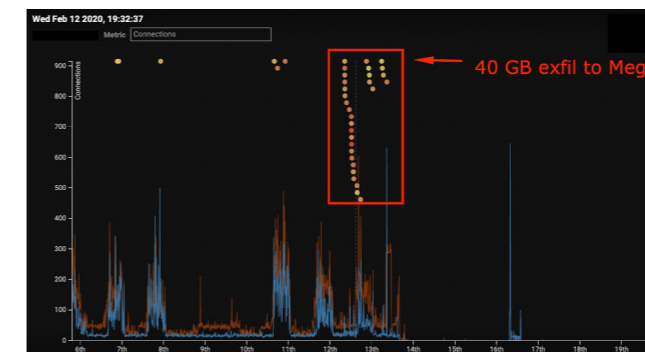 Wed Feb 12 2020, 19:32:37
Metric Connections
40 GB exfil to Meg
Connections
900
800
700
600
500
400
300
200
100
0
6th 7th 8th 9th 10th 11th 12th 13th 14th 15th 16th 17th 18th 19th